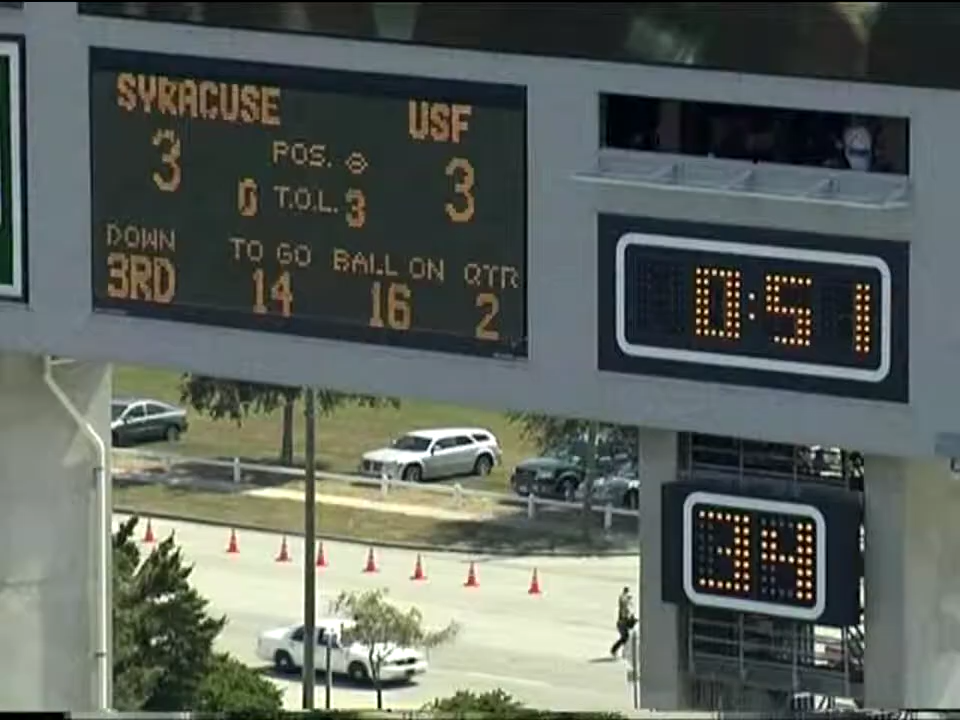 SYRACUSE USF
3 POS. 3
0 T.O.L. 3
DOWN TO GO BALL ON QTR
3RD 14 16 2
0:51
34